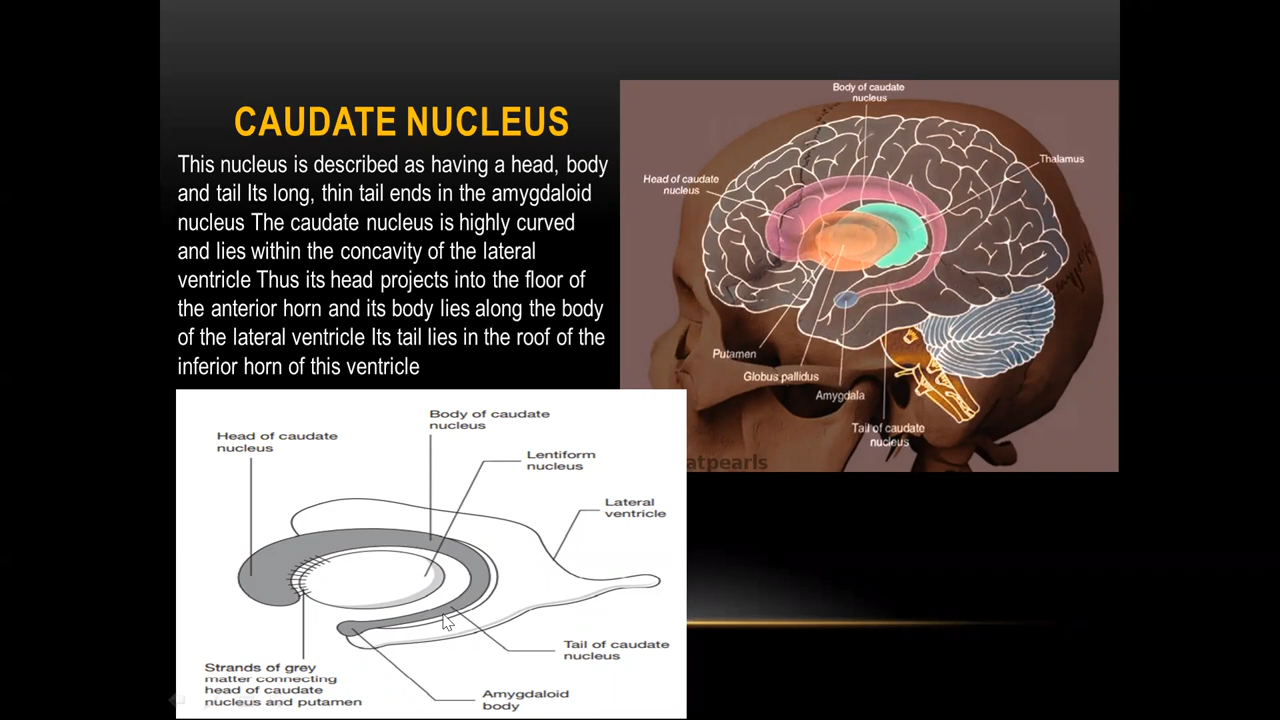 CAUDATE NUCLEUS
This nucleus is described as having a head, body
and tail Its long, thin tail ends in the amygdaloid
nucleus The caudate nucleus is highly curved
and lies within the concavity of the lateral
ventricle Thus its head projects into the floor of
the anterior horn and its body lies along the body
of the lateral ventricle Its tail lies in the roof of the
inferior horn of this ventricle
Body of caudate
nucleus
Thalamus
Head of caudate
nucleus
Putamen
Globus pallidus
Amygdala
Tail of caudate
nucleus
atpearls
Body of caudate
nucleus
Head of caudate
nucleus
Lentiform
nucleus
Lateral
ventricle
Tail of caudate
nucleus
Strands of grey
matter connecting
head of caudate
nucleus and putamen
Amygdaloid
body